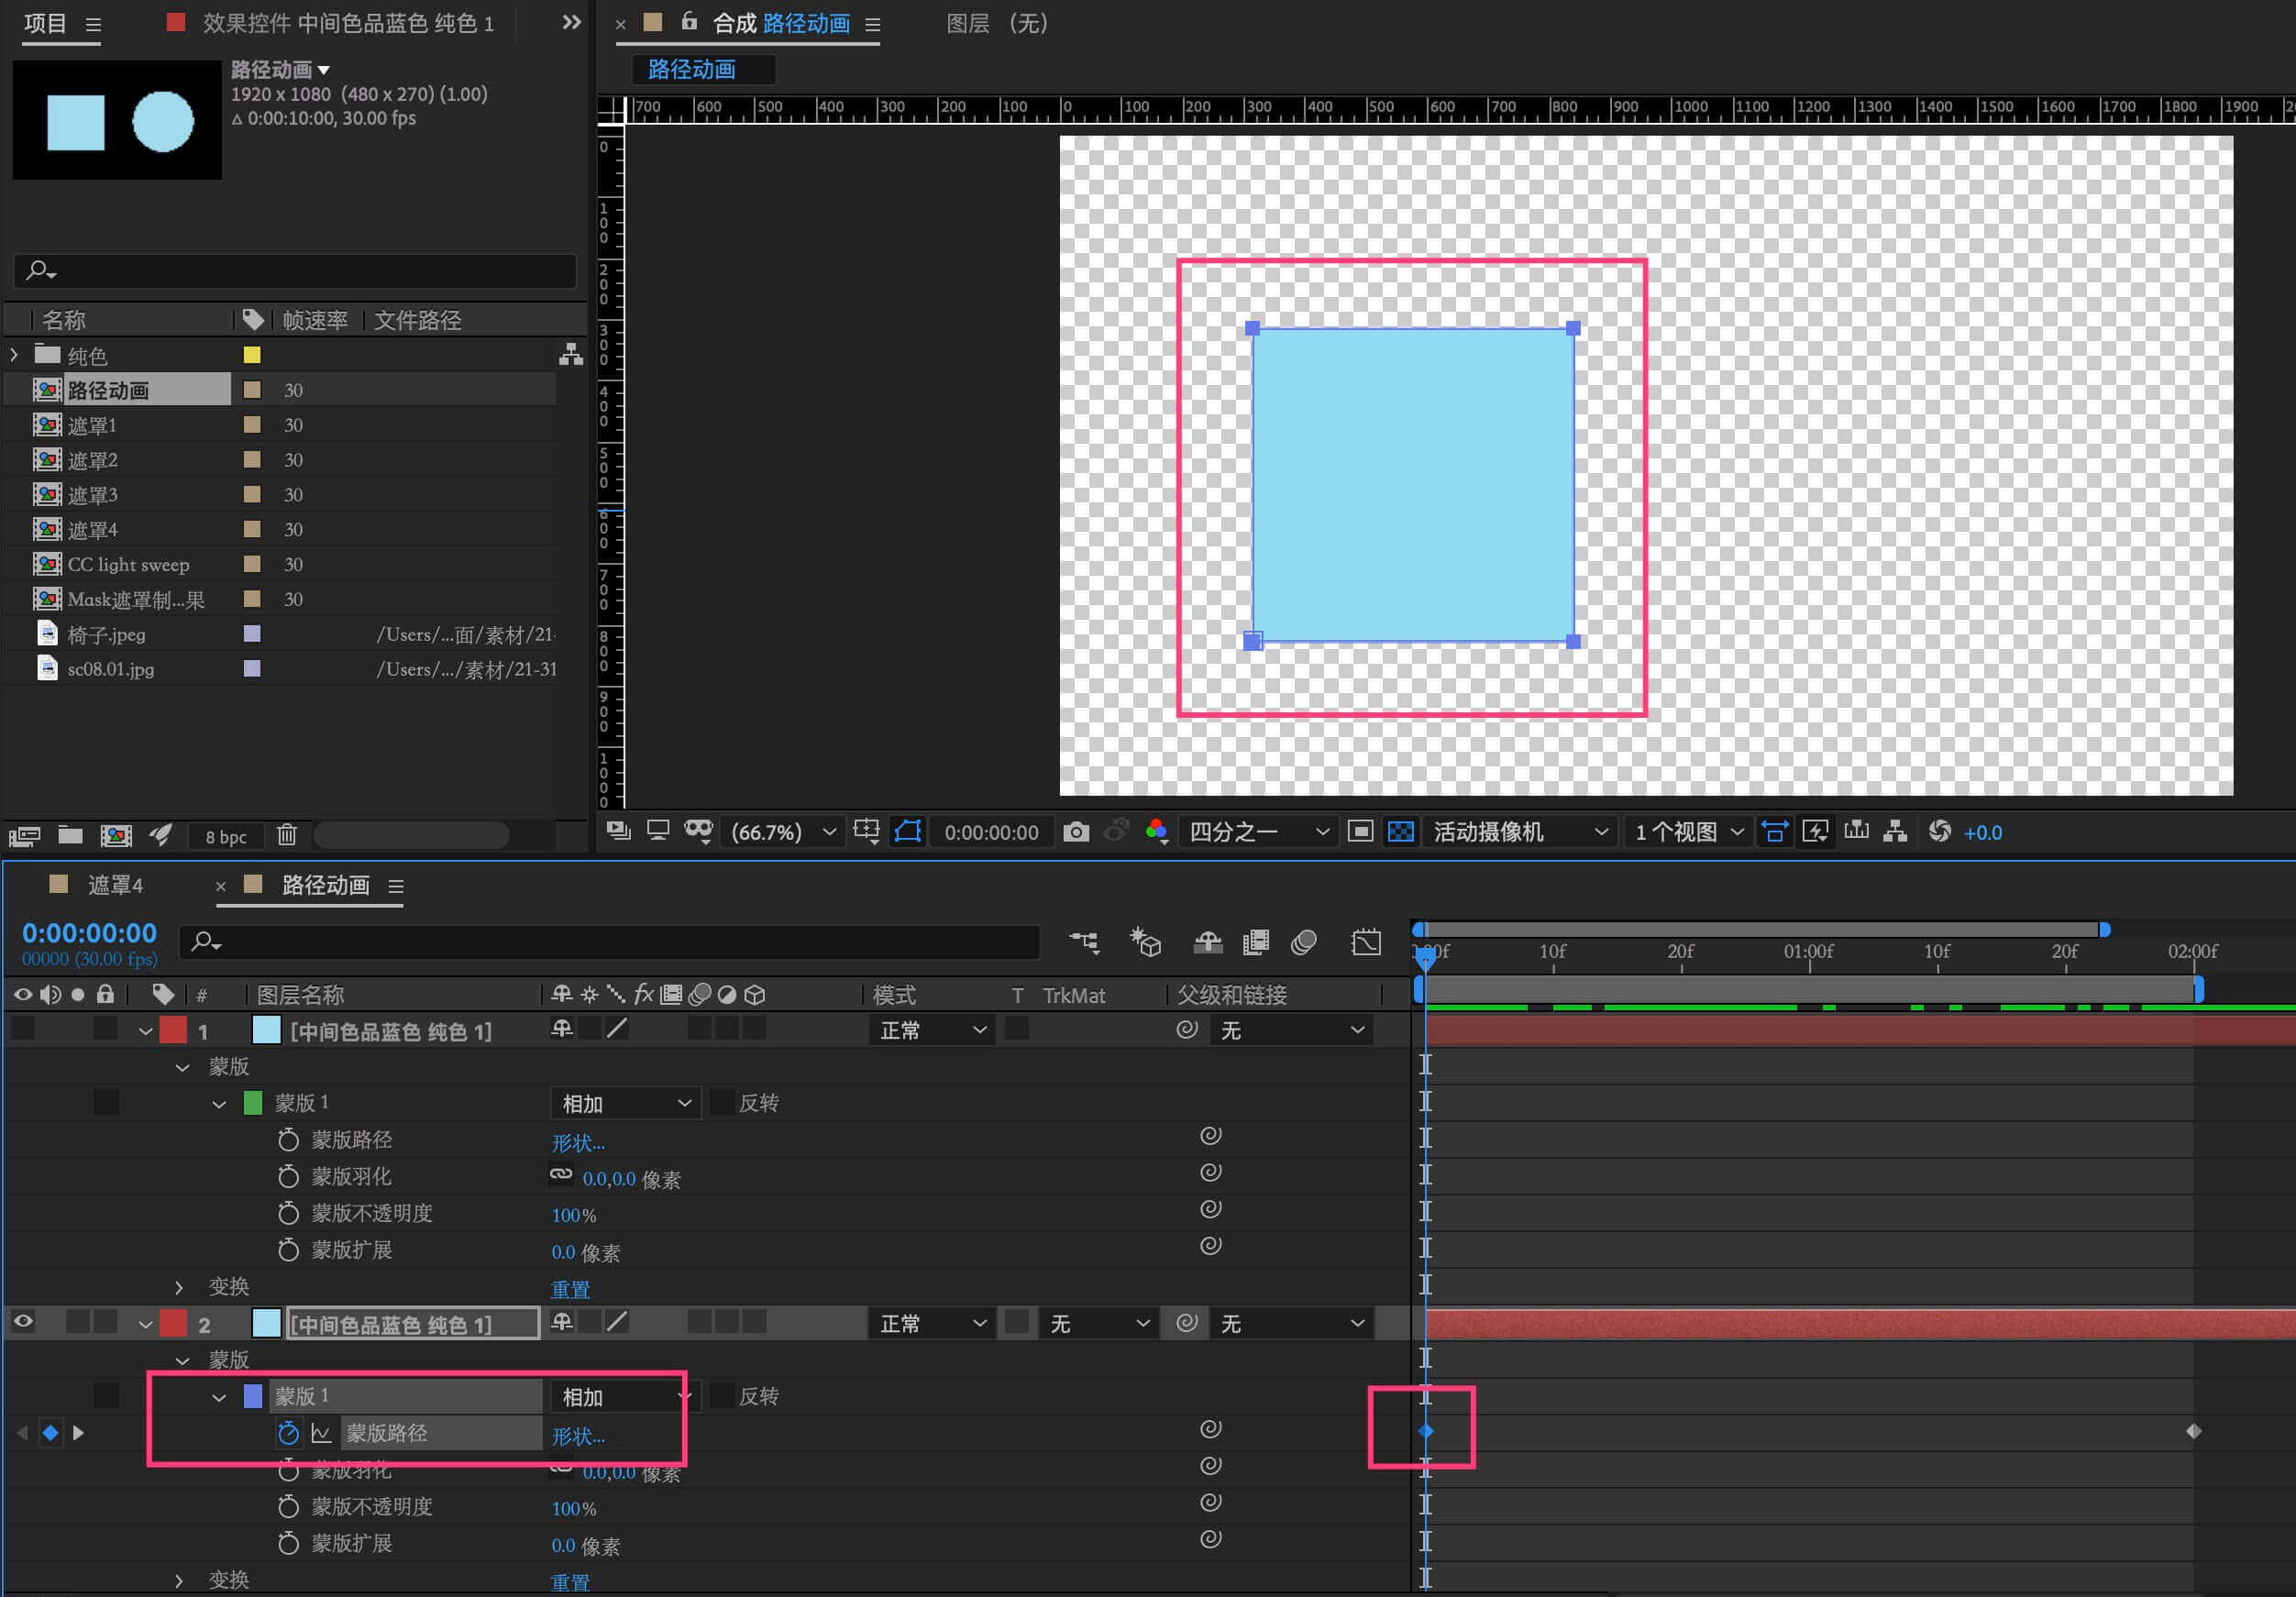 项目
效果控件 中间色品蓝色 纯色 1
合成 路径动画
图层 (无)
路径动画
路径动画
1920 x 1080 (480 x 270) (1.00)
Δ 0:00:10:00, 30.00 fps
700 600 500 400 300 200 100 0 100 200 300 400 500 600 700 800 900 1000 1100 1200 1300 1400 1500 1600 1700 1800 1900
0
100
200
300
400
500
600
700
800
900
1000
名称 帧速率 文件路径
纯色
路径动画 30
遮罩1 30
遮罩2 30
遮罩3 30
遮罩4 30
CC light sweep 30
Mask遮罩制...果 30
椅子.jpeg /Users/...面/素材/21-
sc08.01.jpg /Users/.../素材/21-31
8 bpc
(66.7%) 0:00:00:00 四分之一 活动摄像机 1 个视图 +0.0
遮罩4
路径动画
0:00:00:00
00000 (30.00 fps)
:00f 10f 20f 01:00f 10f 20f 02:00f
# 图层名称 fx 模式 T TrkMat 父级和链接
1 [中间色品蓝色 纯色 1] 正常 无
蒙版
蒙版 1 相加 反转
蒙版路径 形状...
蒙版羽化 0.0,0.0 像素
蒙版不透明度 100%
蒙版扩展 0.0 像素
变换 重置
2 [中间色品蓝色 纯色 1] 正常 无 无
蒙版
蒙版 1 相加 反转
蒙版路径 形状...
蒙版羽化 0.0,0.0 像素
蒙版不透明度 100%
蒙版扩展 0.0 像素
变换 重置